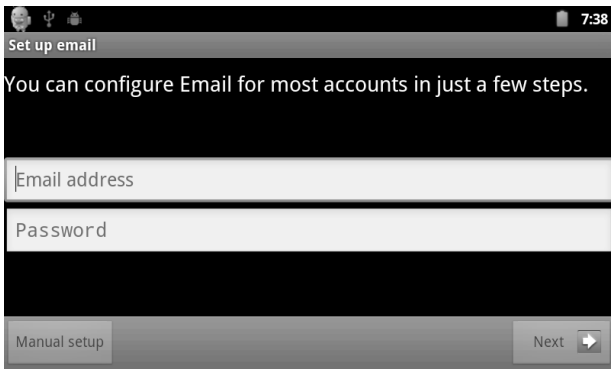 7:38
Set up email
You can configure Email for most accounts in just a few steps.
Email address
Password
Manual setup
Next